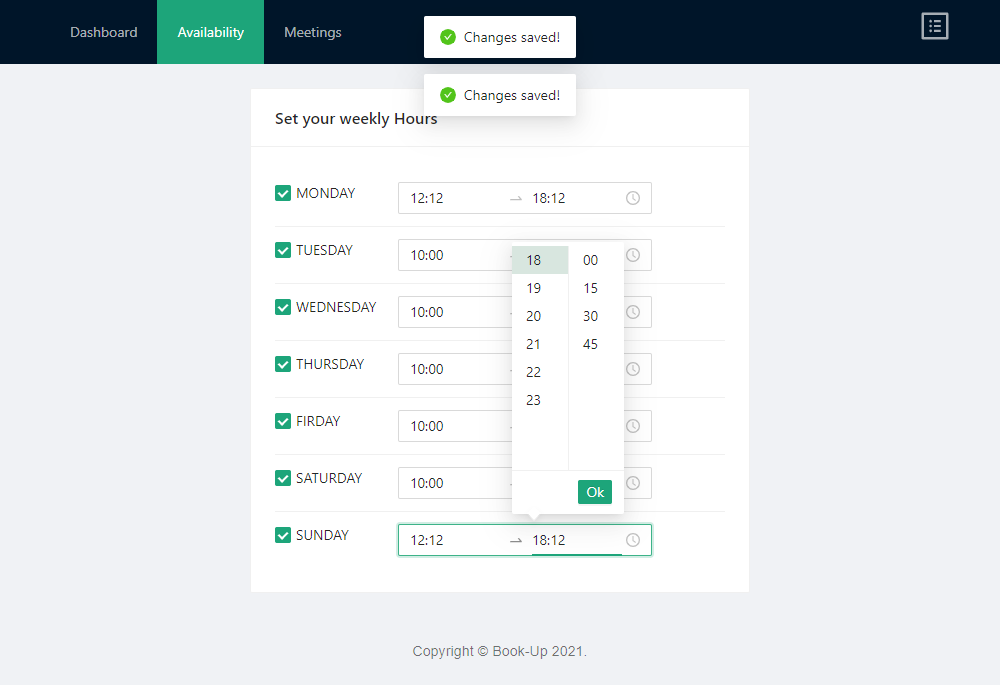 Dashboard Availability Meetings
Changes saved!
Changes saved!
Set your weekly Hours
MONDAY 12:12 → 18:12
TUESDAY 10:00
WEDNESDAY 10:00
THURSDAY 10:00
FIRDAY 10:00
SATURDAY 10:00
18 00
19 15
20 30
21 45
22
23
Ok
SUNDAY 12:12 → 18:12
Copyright © Book-Up 2021.